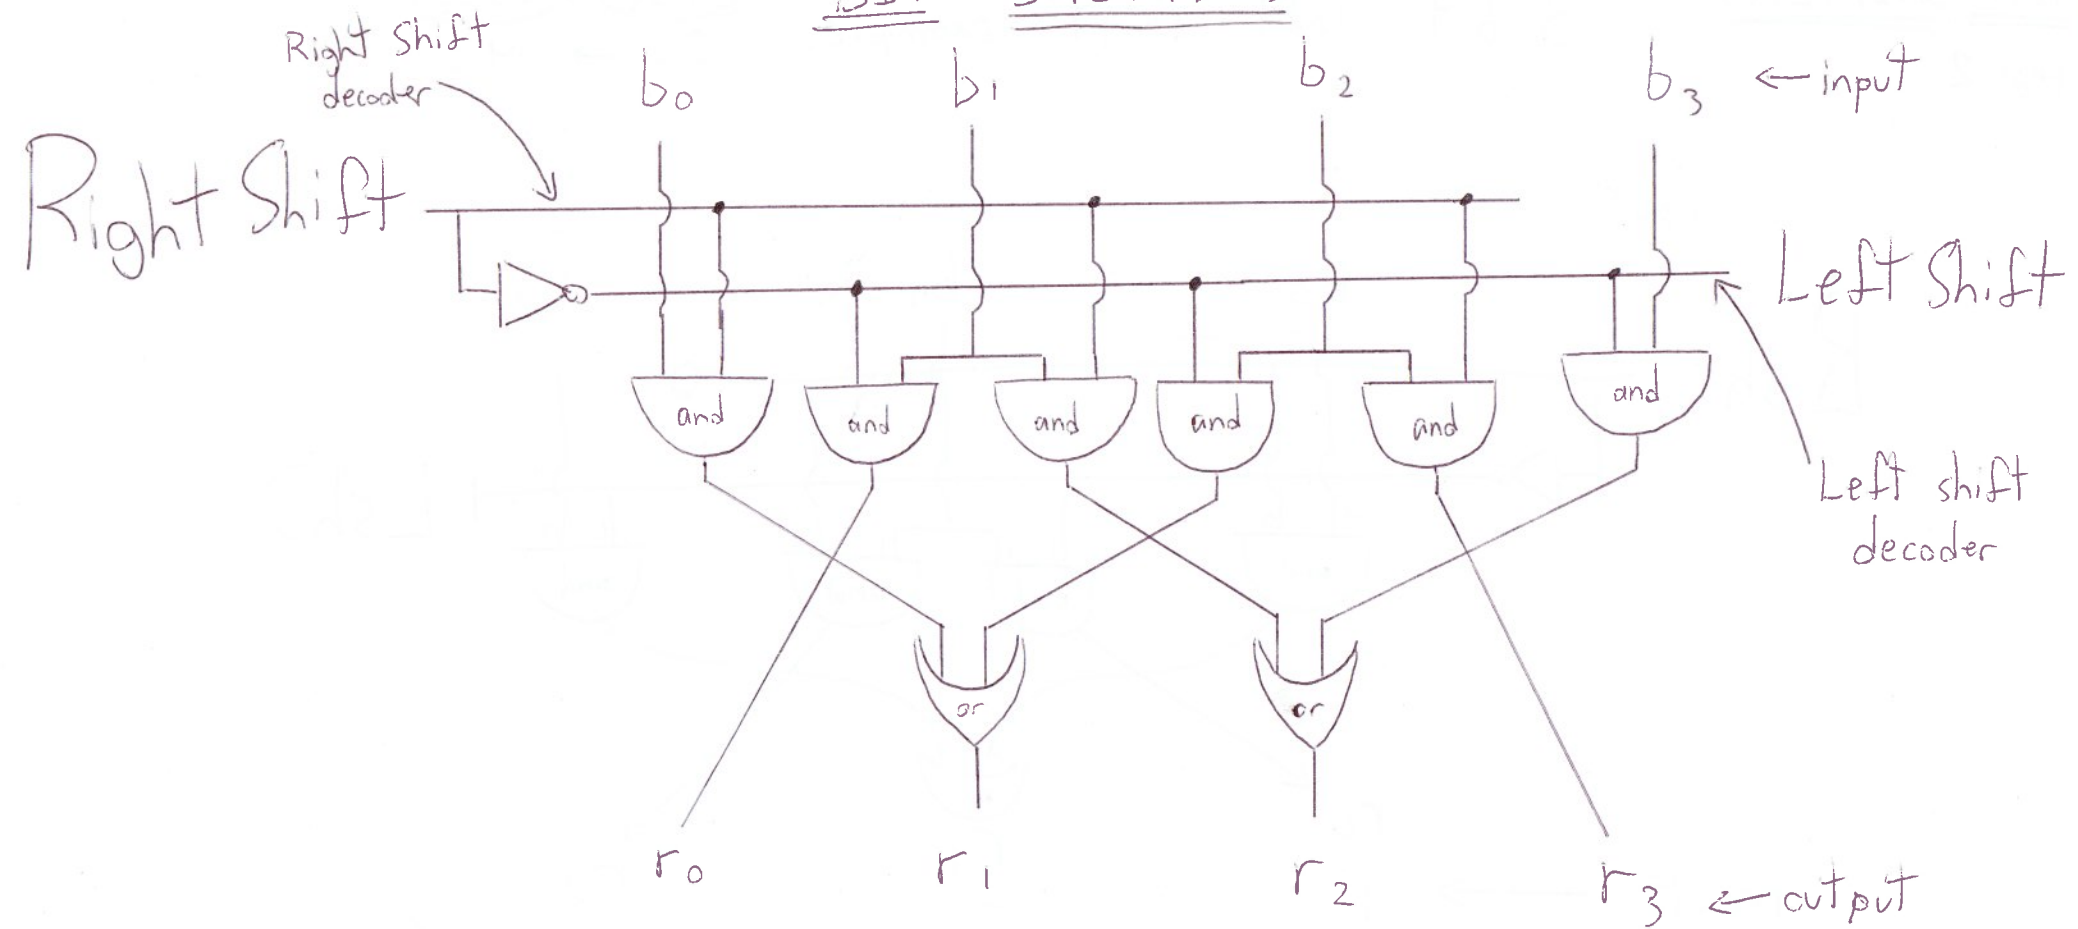 Right Shift
decoder
b0
b1
b2
b3
← input
Right Shift
Left Shift
and
and
and
and
and
and
Left shift
decoder
or
or
r0
r1
r2
r3
← output